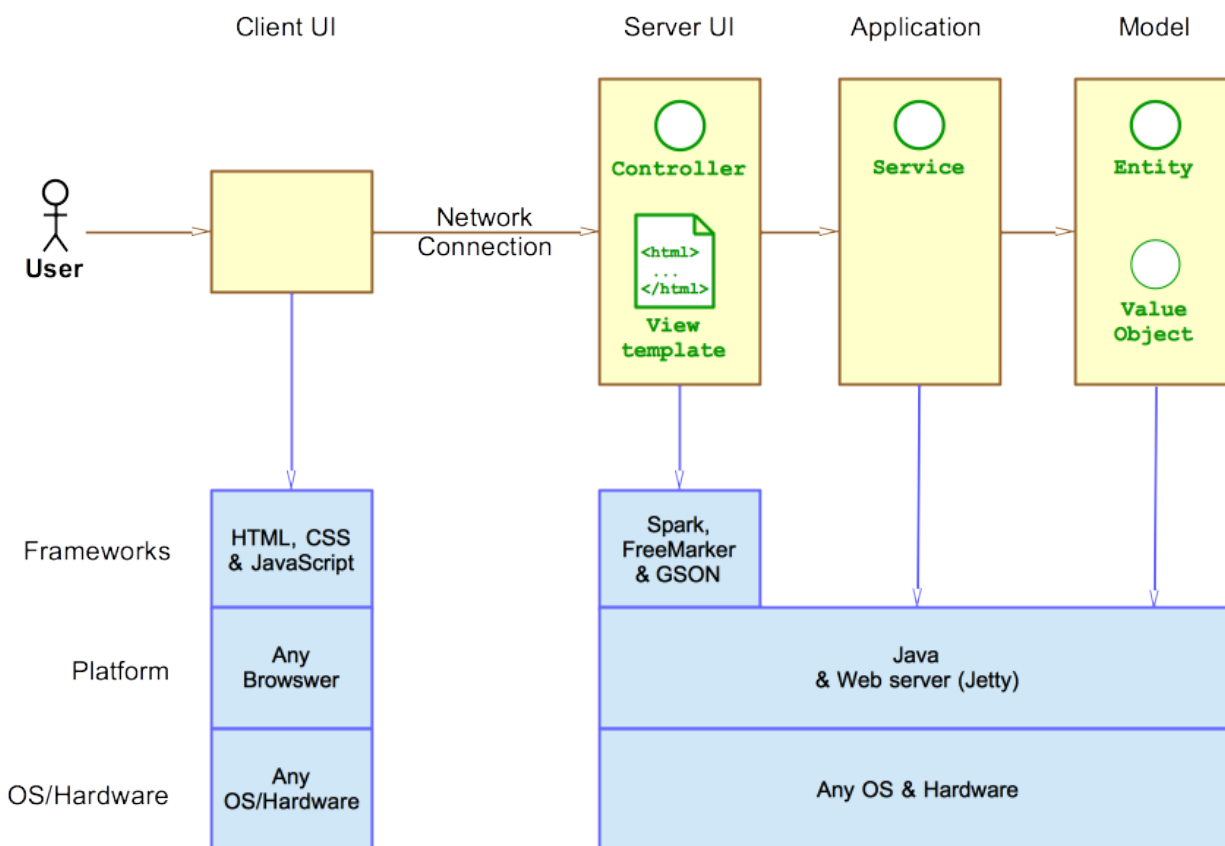 Client UI
Server UI
Application
Model
Controller
Service
Entity
User
Network
Connection
<html>
...
</html>
View
template
Value
Object
Frameworks
HTML, CSS
& JavaScript
Spark,
FreeMarker
& GSON
Platform
Any
Browswer
Java
& Web server (Jetty)
OS/Hardware
Any
OS/Hardware
Any OS & Hardware